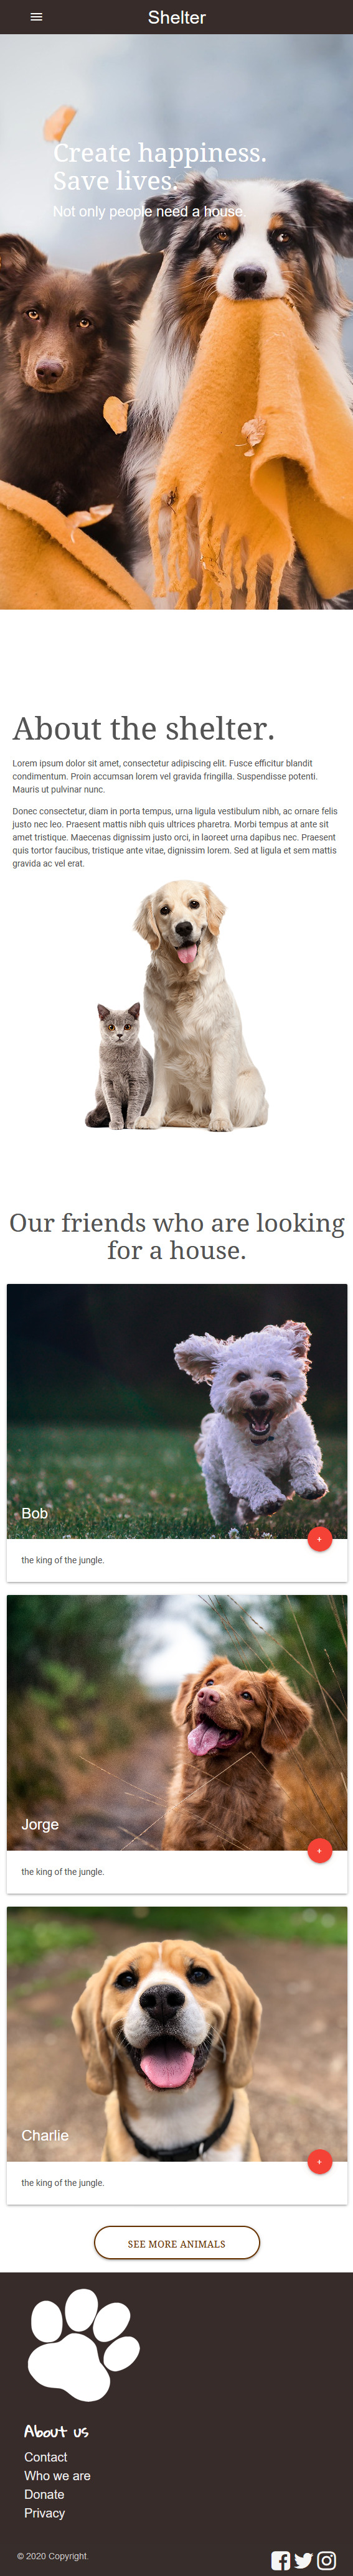 Shelter
Create happiness.
Save lives.
Not only people need a house.
About the shelter.
Lorem ipsum dolor sit amet, consectetur adipiscing elit. Fusce efficitur blandit
condimentum. Proin accumsan lorem vel gravida fringilla. Suspendisse potenti.
Mauris ut pulvinar nunc.
Donec consectetur, diam in porta tempus, urna ligula vestibulum nibh, ac ornare felis
justo nec leo. Praesent mattis nibh quis ultrices pharetra. Morbi tempus at ante sit
amet tristique. Maecenas dignissim justo orci, in laoreet urna dapibus nec. Praesent
quis tortor faucibus, tristique ante vitae, dignissim lorem. Sed at ligula et sem mattis
gravida ac vel erat.
Our friends who are looking
for a house.
Bob
+
the king of the jungle.
Jorge
+
the king of the jungle.
Charlie
+
the king of the jungle.
SEE MORE ANIMALS
About us
Contact
Who we are
Donate
Privacy
© 2020 Copyright.